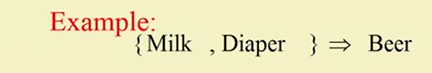 Example:
{Milk , Diaper } ⇒ Beer